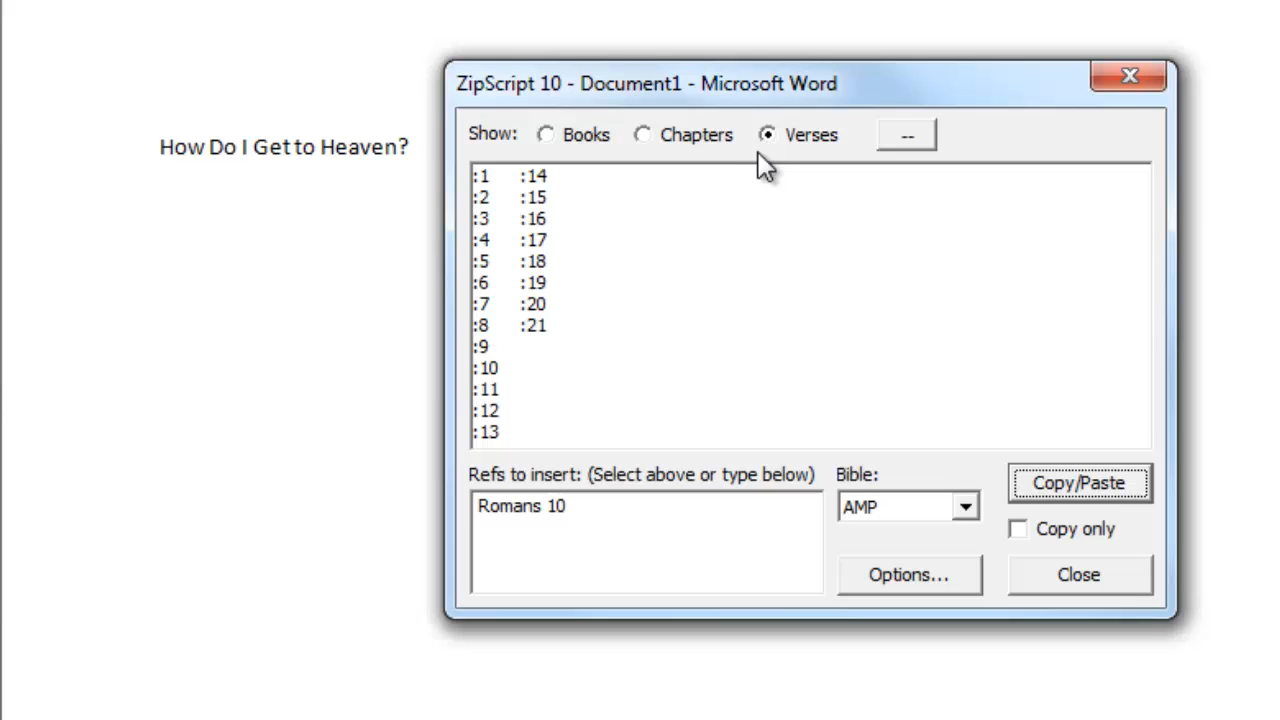 ZipScript 10 - Document1 - Microsoft Word
How Do I Get to Heaven?
Show: Books Chapters Verses --
:1 :14
:2 :15
:3 :16
:4 :17
:5 :18
:6 :19
:7 :20
:8 :21
:9
:10
:11
:12
:13
Refs to insert: (Select above or type below) Bible:
Copy/Paste
Romans 10
AMP
Copy only
Options...
Close